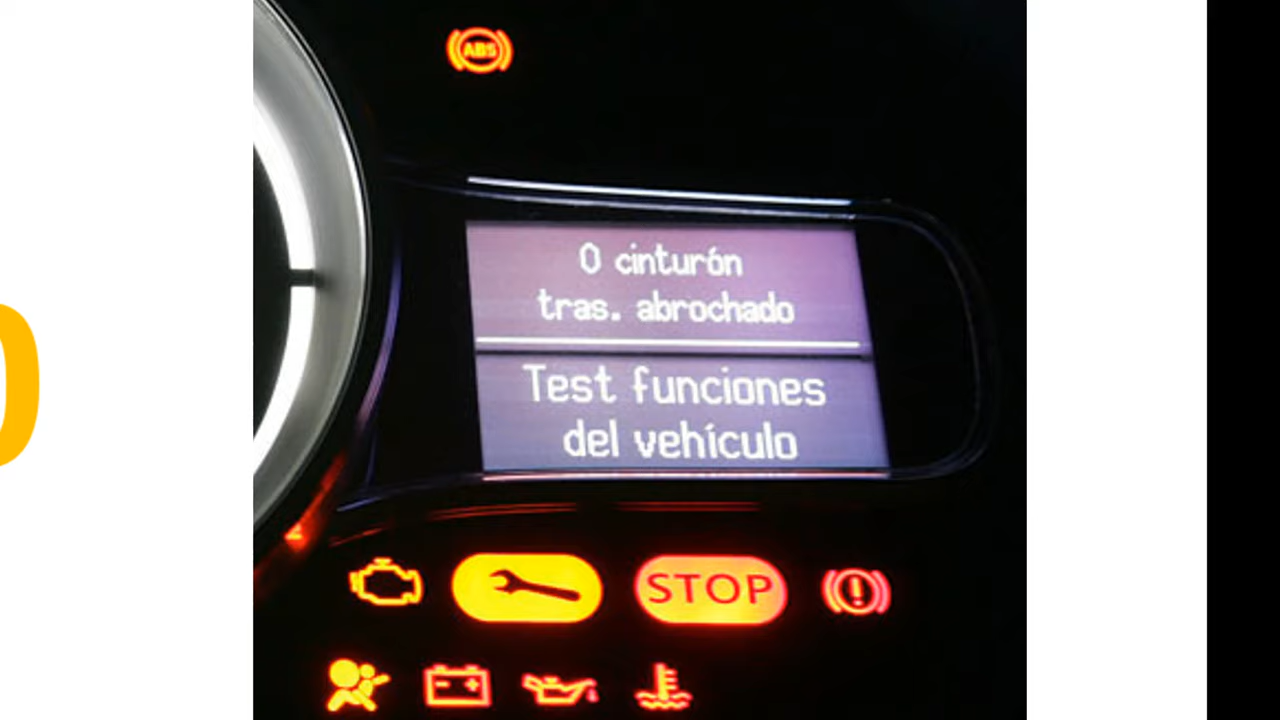 ABS
0 cinturón
tras. abrochado
Test funciones
del vehículo
STOP